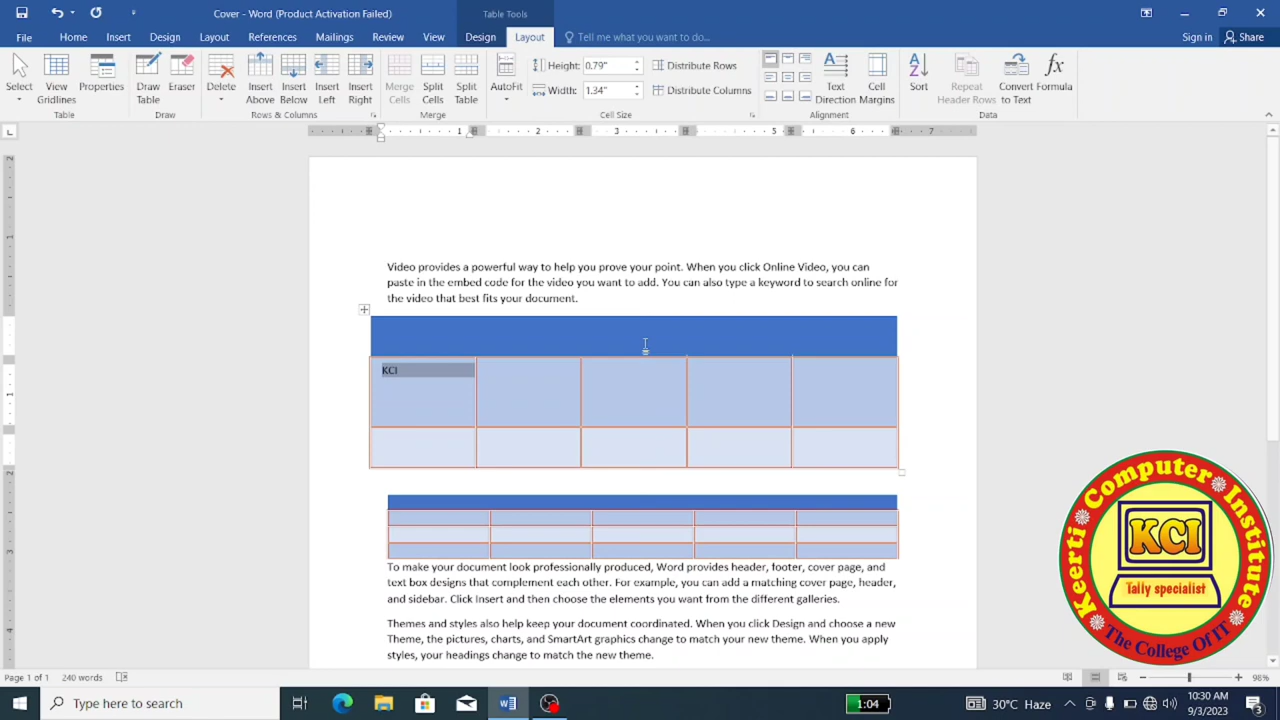 Cover - Word (Product Activation Failed)
Table Tools
File Home Insert Design Layout References Mailings Review View Design Layout Tell me what you want to do... Sign in Share
Select View Gridlines Properties
Draw Table Eraser
Delete Insert Above Insert Below Insert Left Insert Right
Merge Cells Split Cells Split Table
AutoFit Height: 0.79" Distribute Rows
Width: 1.34" Distribute Columns
Text Direction Cell Margins
Sort Repeat Header Rows Convert to Text Formula
Table Draw Rows & Columns Merge Cell Size Alignment Data
1 2 3 5 6 7
Video provides a powerful way to help you prove your point. When you click Online Video, you can
paste in the embed code for the video you want to add. You can also type a keyword to search online for
the video that best fits your document.
KCI
To make your document look professionally produced, Word provides header, footer, cover page, and
text box designs that complement each other. For example, you can add a matching cover page, header,
and sidebar. Click Insert and then choose the elements you want from the different galleries.
Themes and styles also help keep your document coordinated. When you click Design and choose a new
Theme, the pictures, charts, and SmartArt graphics change to match your new theme. When you apply
styles, your headings change to match the new theme.
Keerti Computer Institute
KCI
Tally specialist
The College Of IT
Page 1 of 1 240 words 98%
Type here to search
1:04
30°C Haze
10:30 AM
9/3/2023
3